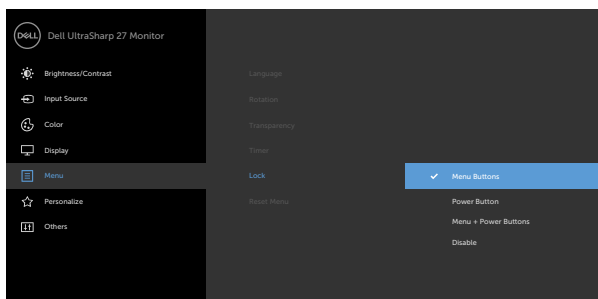 DELL
Dell UltraSharp 27 Monitor
Brightness/Contrast
Input Source
Color
Display
Menu
Personalize
Others
Language
Rotation
Transparency
Timer
Lock
Reset Menu
Menu Buttons
Power Button
Menu + Power Buttons
Disable